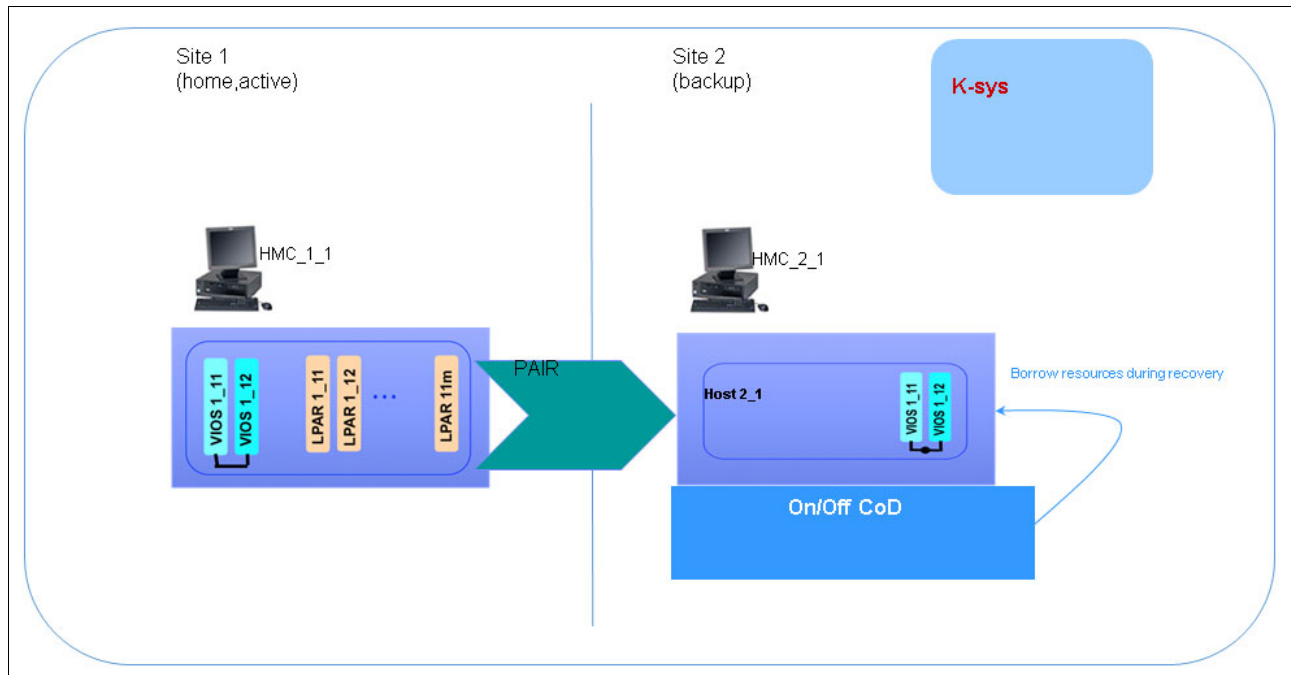 Site 1
(home,active)
Site 2
(backup)
K-sys
HMC_1_1
HMC_2_1
VIOS 1_11
VIOS 1_12
LPAR 1_11
LPAR 1_12
...
LPAR 11m
PAIR
Host 2_1
VIOS 1_11
VIOS 1_12
Borrow resources during recovery
On/Off CoD